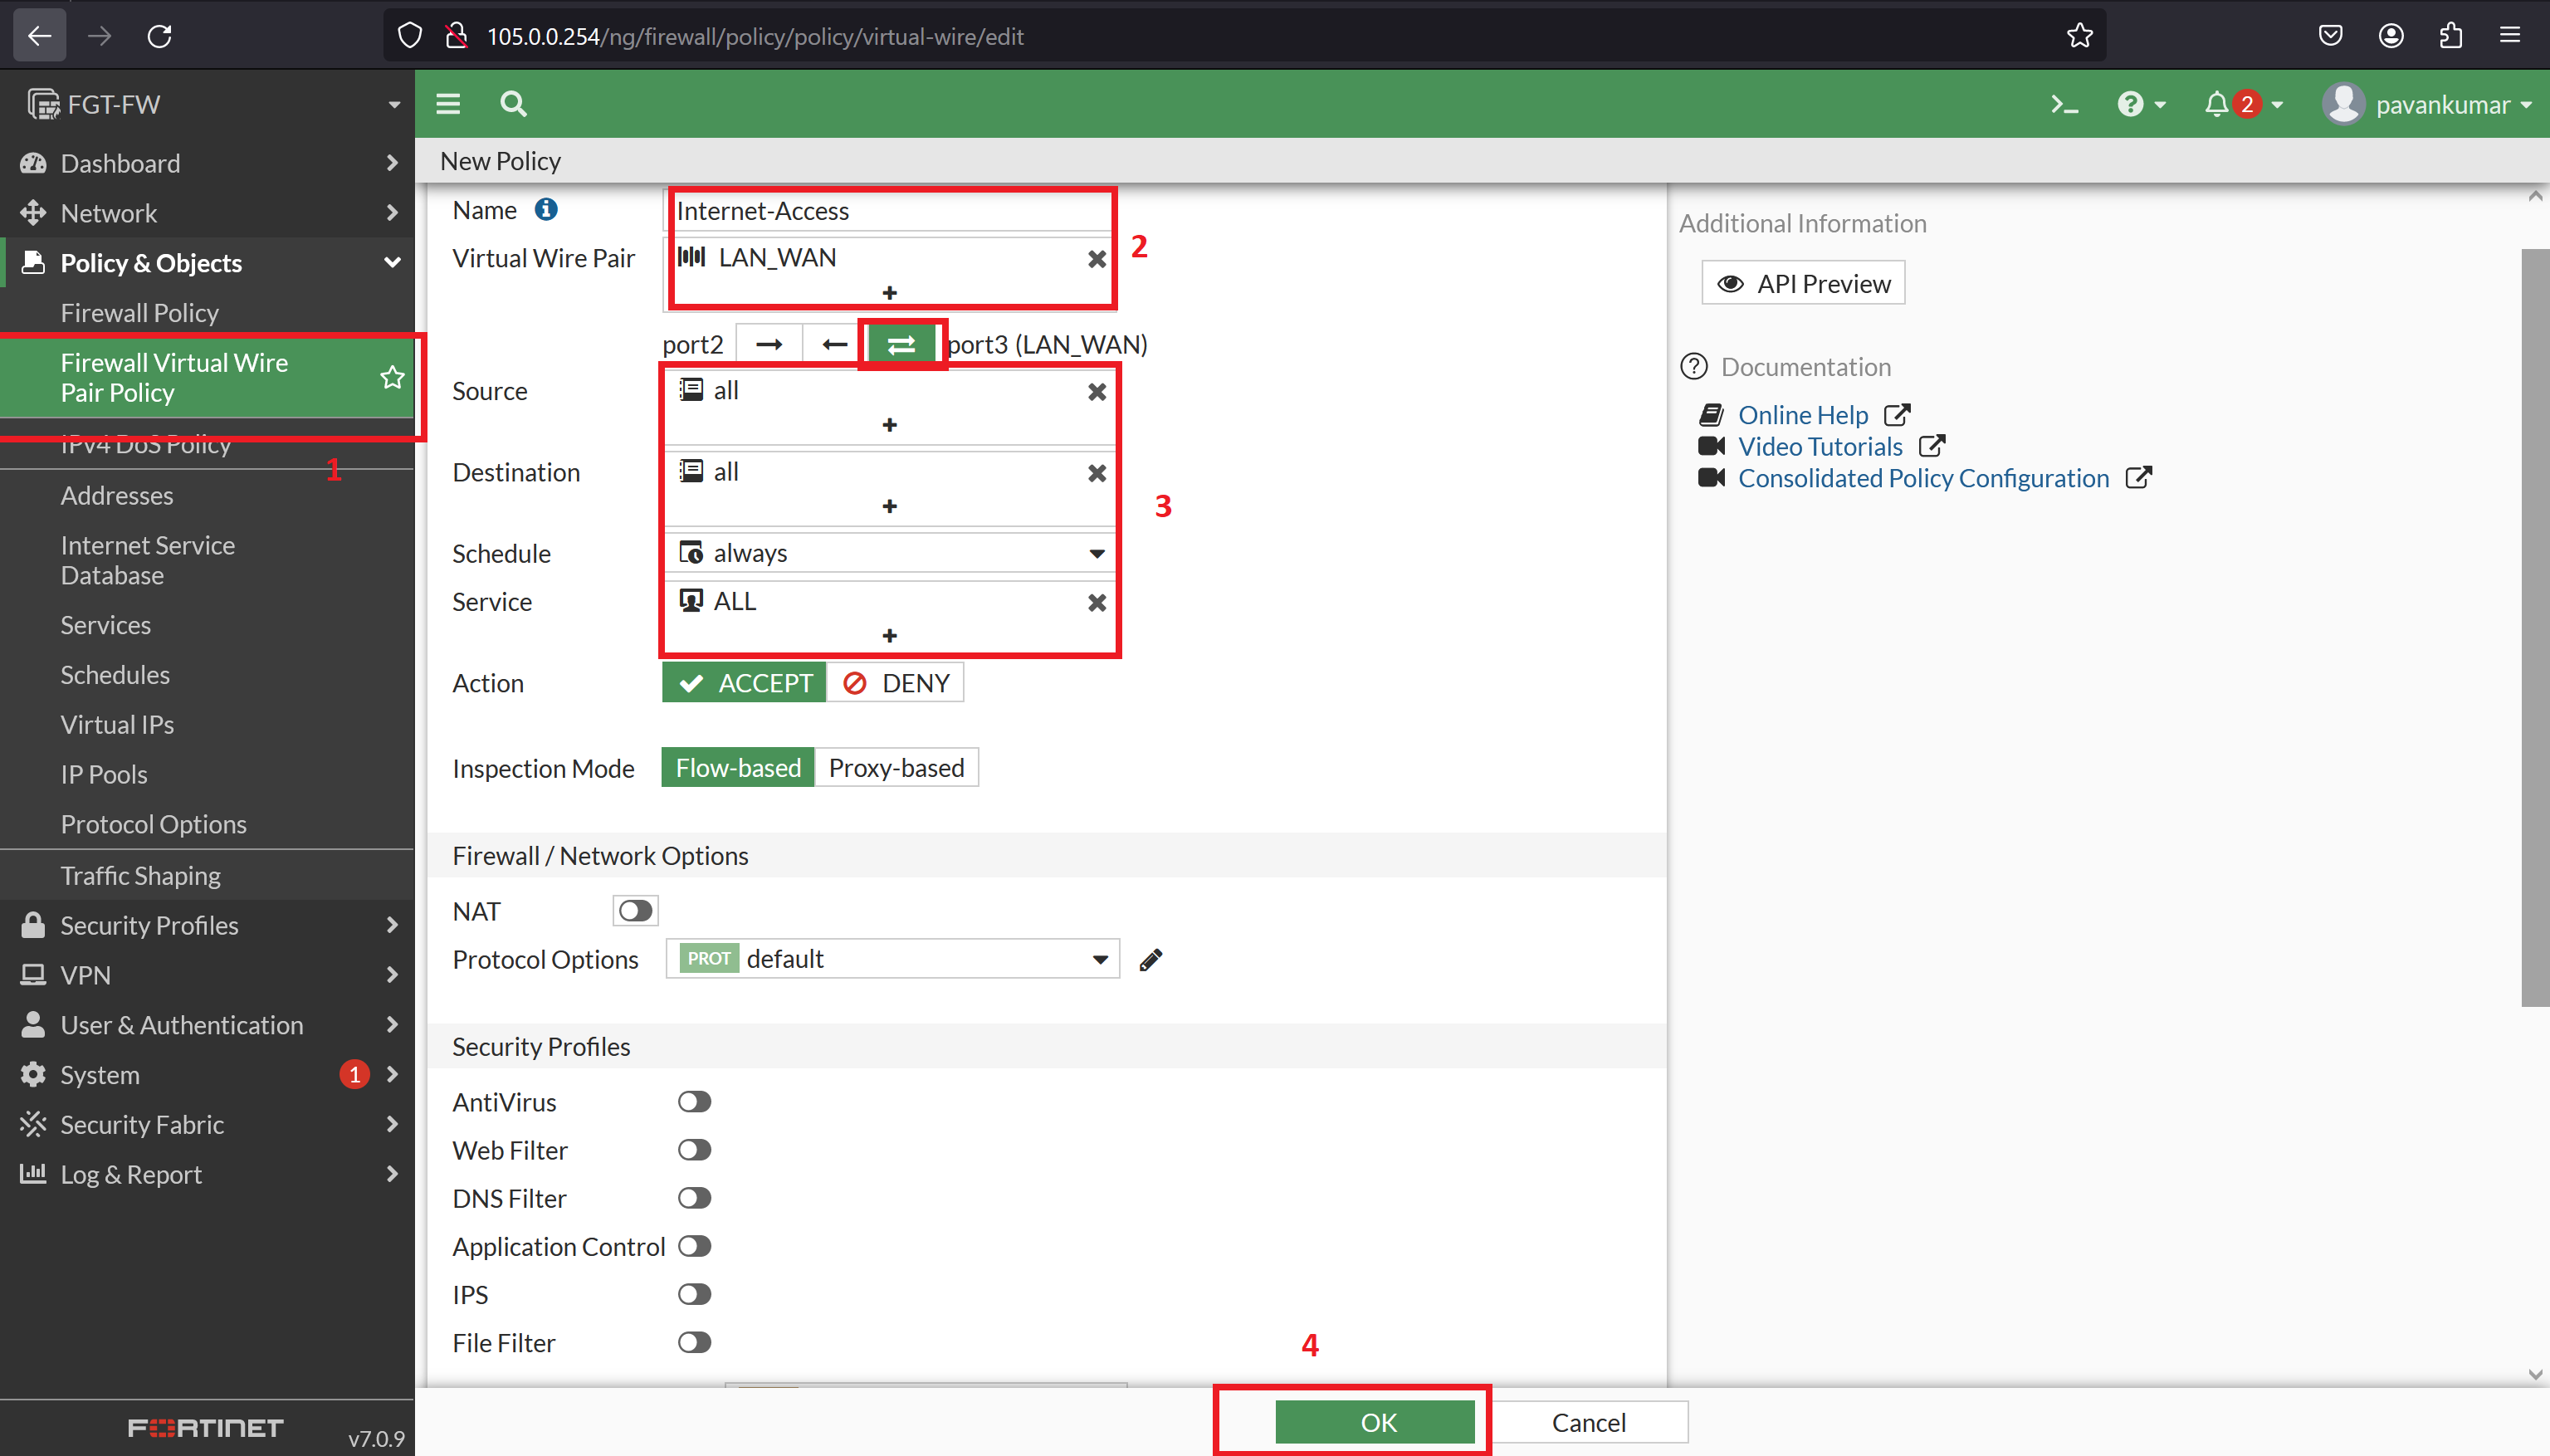 105.0.0.254/ng/firewall/policy/policy/virtual-wire/edit
FGT-FW
2
pavankumar
Dashboard
Network
Policy & Objects
Firewall Policy
Firewall Virtual Wire
Pair Policy
IPv4 DoS Policy
1
Addresses
Internet Service
Database
Services
Schedules
Virtual IPs
IP Pools
Protocol Options
Traffic Shaping
Security Profiles
VPN
User & Authentication
System 1
Security Fabric
Log & Report
FORTINET v7.0.9
New Policy
Name Internet-Access
Virtual Wire Pair LAN_WAN
2
port2 port3 (LAN_WAN)
Source all
Destination all
3
Schedule always
Service ALL
Action ACCEPT DENY
Inspection Mode Flow-based Proxy-based
Firewall / Network Options
NAT
Protocol Options PROT default
Security Profiles
AntiVirus
Web Filter
DNS Filter
Application Control
IPS
File Filter
4
OK Cancel
Additional Information
API Preview
Documentation
Online Help
Video Tutorials
Consolidated Policy Configuration